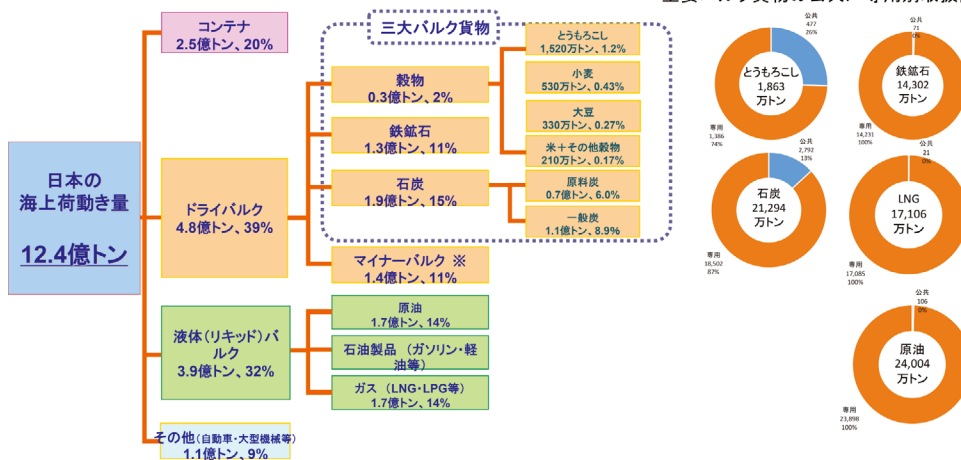 コンテナ
2.5億トン、20%
三大バルク貨物
とうもろこし
1,520万トン、1.2%
穀物
0.3億トン、2%
小麦
530万トン、0.43%
大豆
330万トン、0.27%
鉄鉱石
1.3億トン、11%
米+その他穀物
210万トン、0.17%
日本の
海上荷動き量
12.4億トン
ドライバルク
4.8億トン、39%
石炭
1.9億トン、15%
原料炭
0.7億トン、6.0%
一般炭
1.1億トン、8.9%
マイナーバルク ※
1.4億トン、11%
液体(リキッド)バ
ルク
3.9億トン、32%
原油
1.7億トン、14%
石油製品 (ガソリン・軽
油等)
ガス (LNG・LPG等)
1.7億トン、14%
その他(自動車・大型機械等)
1.1億トン、9%
公共
477
26%
とうもろこし
1,863
万トン
専用
1,386
74%
公共
71
0%
鉄鉱石
14,302
万トン
専用
14,231
100%
公共
2,792
13%
石炭
21,294
万トン
専用
18,502
87%
公共
21
0%
LNG
17,106
万トン
専用
17,085
100%
公共
106
0%
原油
24,004
万トン
専用
23,898
100%